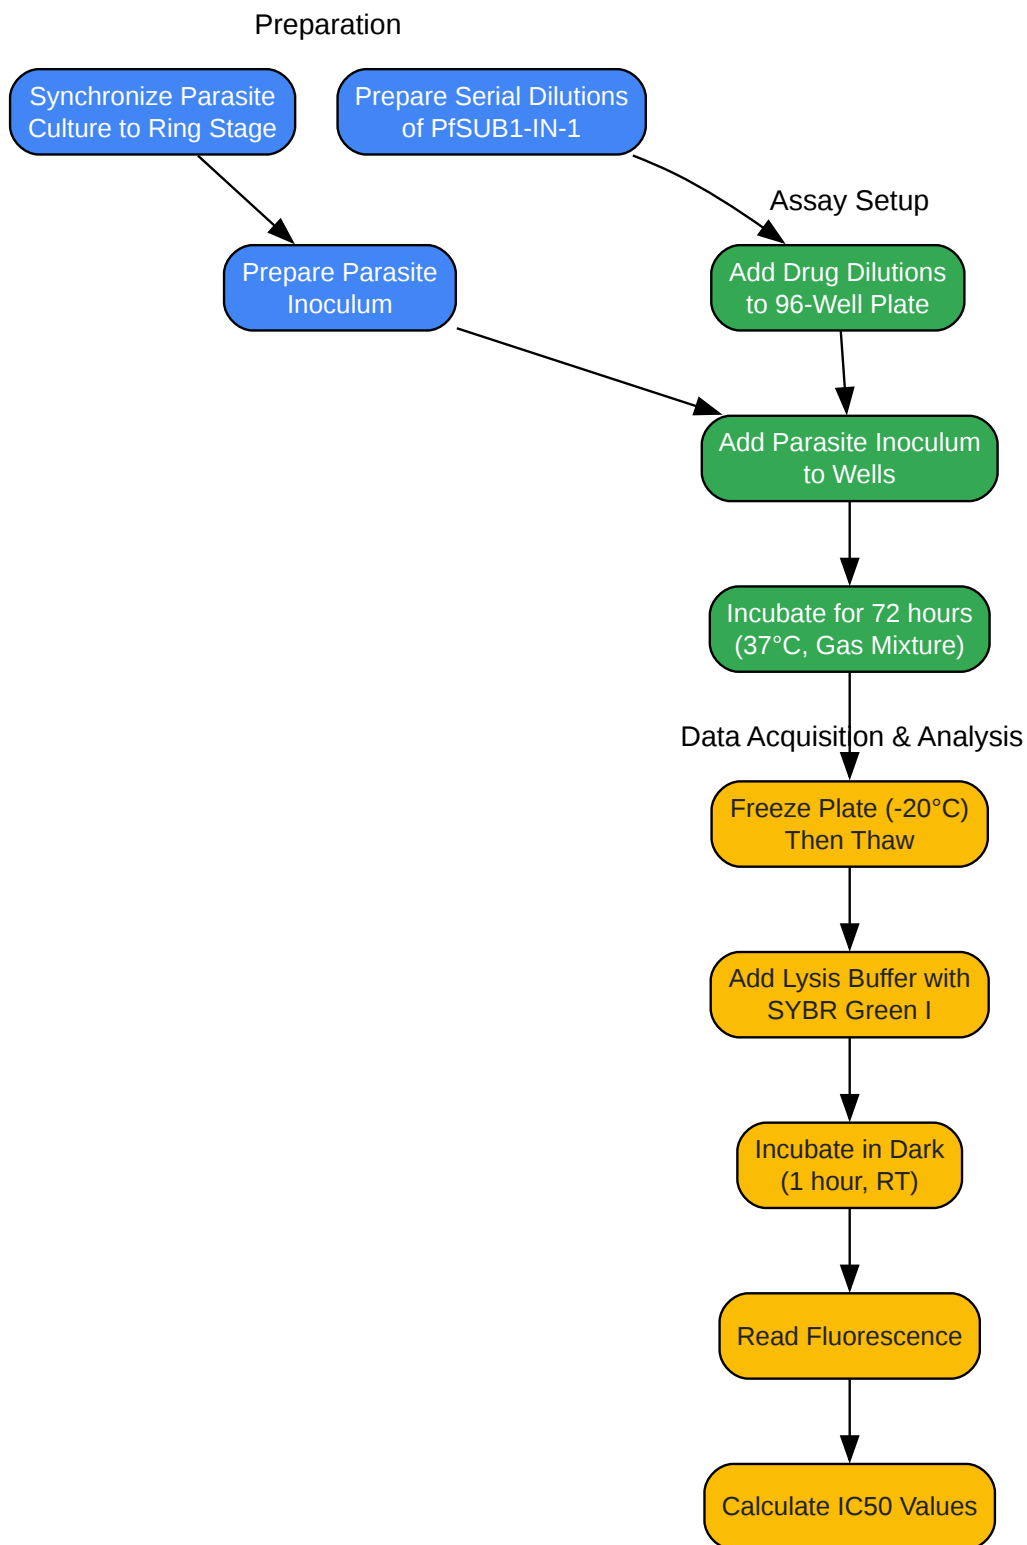 Preparation
Synchronize Parasite
Culture to Ring Stage
Prepare Serial Dilutions
of PfSUB1-IN-1
Assay Setup
Prepare Parasite
Inoculum
Add Drug Dilutions
to 96-Well Plate
Add Parasite Inoculum
to Wells
Incubate for 72 hours
(37°C, Gas Mixture)
Data Acquisition & Analysis
Freeze Plate (-20°C)
Then Thaw
Add Lysis Buffer with
SYBR Green I
Incubate in Dark
(1 hour, RT)
Read Fluorescence
Calculate IC50 Values